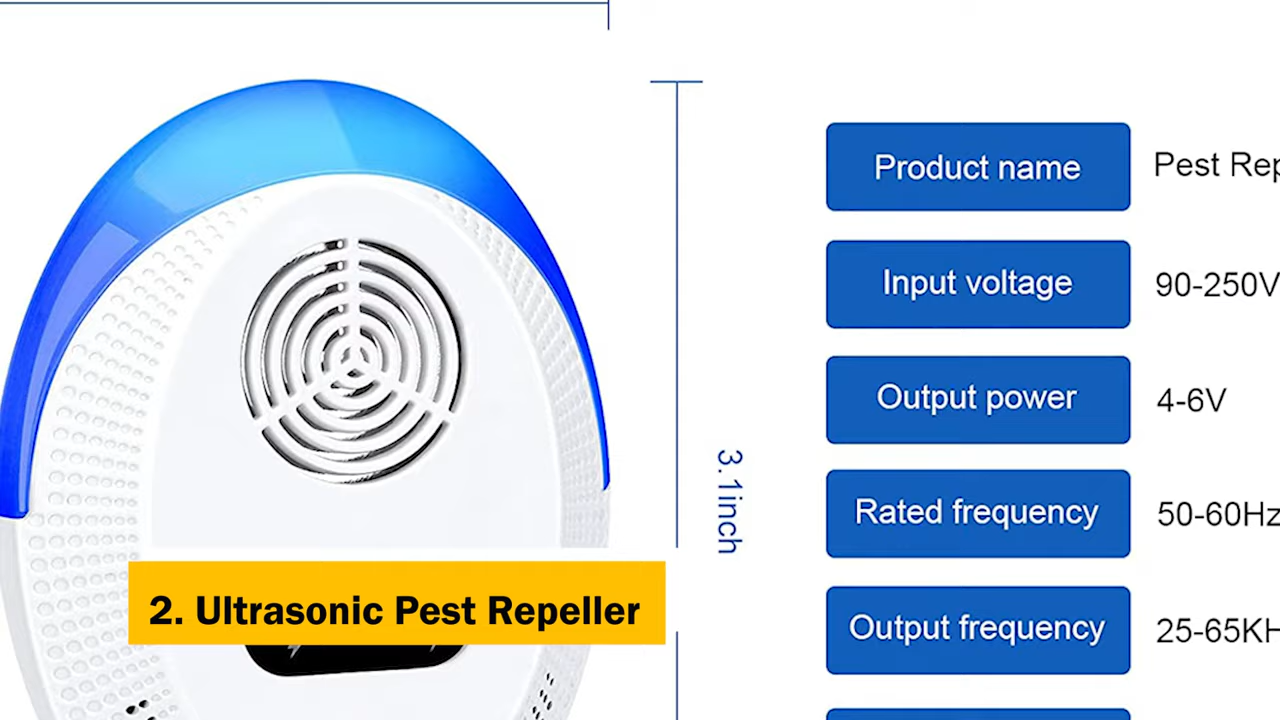 Product name
Pest Rep
Input voltage
90-250V
Output power
4-6V
3.1inch
Rated frequency
50-60Hz
Output frequency
25-65KH
2. Ultrasonic Pest Repeller